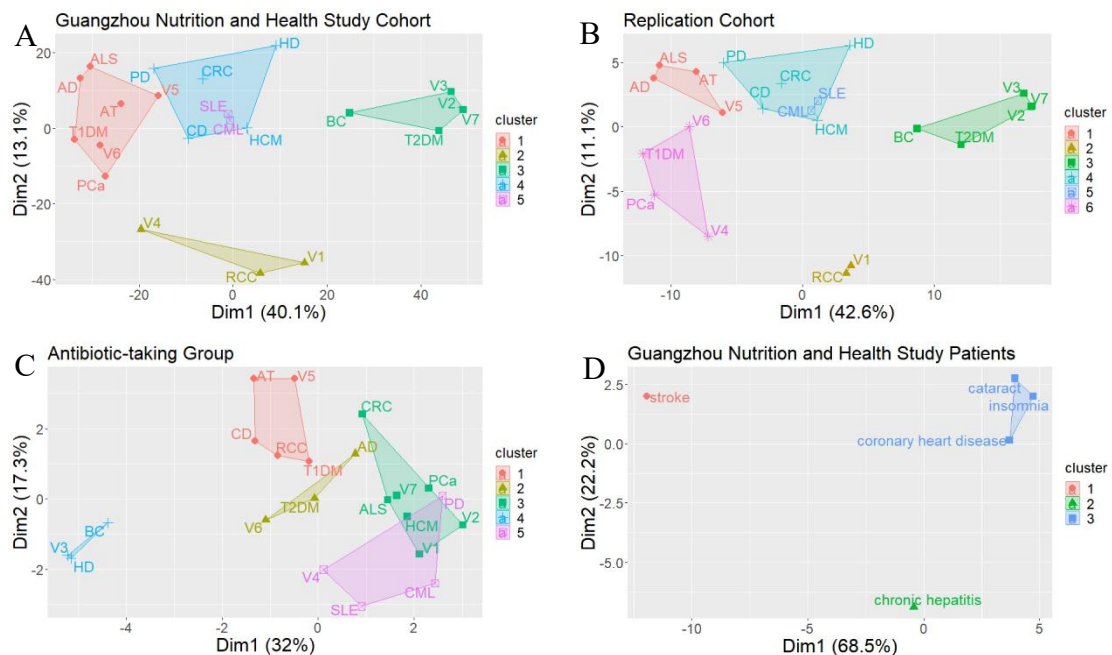 A
Guangzhou Nutrition and Health Study Cohort
Dim2 (13.1%)
20
0
-20
-40
ALS
AD
AT
V5
T1DM
V6
PCa
HD
PD
CRC
SLE
CML
CD
HCM
V3
V2
V7
BC
T2DM
V4
V1
RCC
-20
0
20
40
Dim1 (40.1%)
cluster
a 1
a 2
a 3
a 4
a 5
B
Replication Cohort
Dim2 (11.1%)
5
0
-5
-10
ALS
AT
AD
V5
HD
PD
CRC
CD
SLE
CML
HCM
V3
V7
V2
BC
T2DM
V6
T1DM
PCa
V4
V1
RCC
-10
0
10
Dim1 (42.6%)
cluster
a 1
a 2
a 3
a 4
a 5
a 6
C
Antibiotic-taking Group
Dim2 (17.3%)
2
0
-2
AT
V5
CD
RCC
T1DM
AD
T2DM
V6
CRC
PCa
V7
ALS
PD
HCM
V2
V1
BC
V3
HD
V4
CML
SLE
-4
-2
0
2
Dim1 (32%)
cluster
a 1
a 2
a 3
a 4
a 5
D
Guangzhou Nutrition and Health Study Patients
Dim2 (22.2%)
2.5
0.0
-2.5
-5.0
stroke
cataract
insomnia
coronary heart disease
chronic hepatitis
-10
-5
0
5
Dim1 (68.5%)
cluster
a 1
a 2
a 3